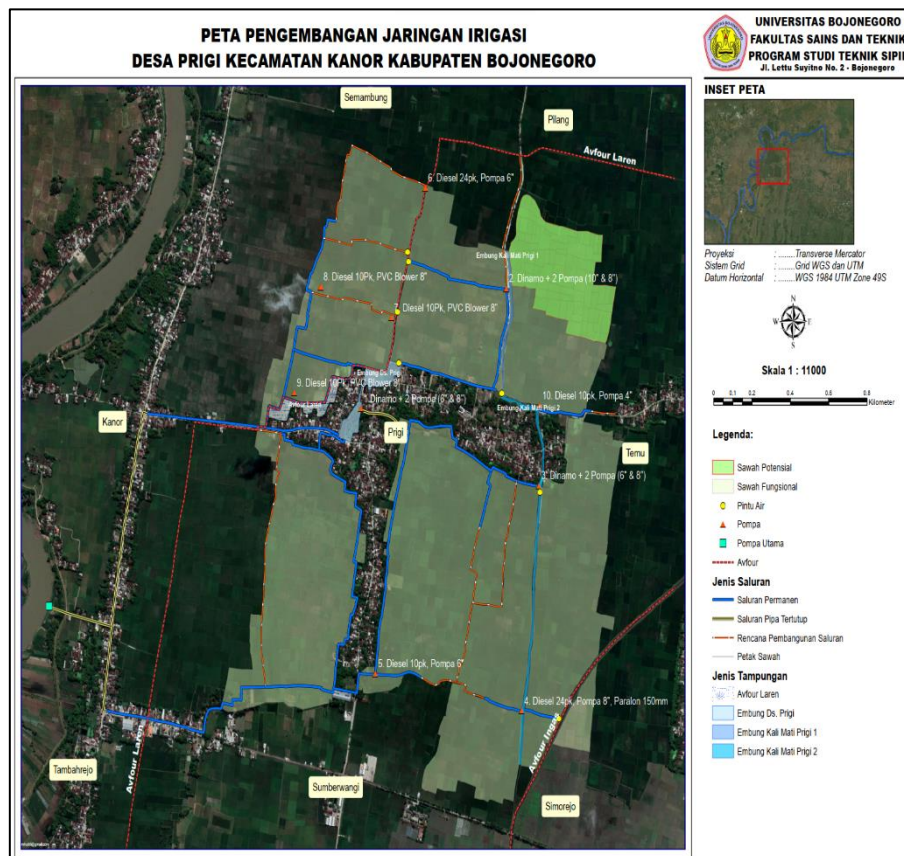 PETA PENGEMBANGAN JARINGAN IRIGASI
DESA PRIGI KECAMATAN KANOR KABUPATEN BOJONEGORO
UNIVERSITAS BOJONEGORO
FAKULTAS SAINS DAN TEKNIK
PROGRAM STUDI TEKNIK SIPIL
Jl. Lettu Suyitno No. 2 - Bojonegoro
INSET PETA
Proyeksi : ........Transverse Mercator
Sistem Grid : ........Grid WGS dan UTM
Datum Horizontal : ........WGS 1984 UTM Zone 49S
N
W E
S
Skala 1 : 11000
0 0.1 0.2 0.4 0.6 0.8
Kilometer
Legenda:
Sawah Potensial
Sawah Fungsional
Pintu Air
Pompa
Pompa Utama
Avfour
Jenis Saluran
Saluran Permanen
Saluran Pipa Tertutup
Rencana Pembangunan Saluran
Petak Sawah
Jenis Tampungan
Avfour Laren
Embung Ds. Prigi
Embung Kali Mati Prigi 1
Embung Kali Mati Prigi 2
Semambung
Pilang
Avfour Laren
6. Diesel 24pk, Pompa 6"
Embung Kali Mati Prigi 1
8. Diesel 10Pk, PVC Blower 8"
2. Dinamo + 2 Pompa (10" & 8")
7. Diesel 10Pk, PVC Blower 8"
Embung Ds. Prigi
9. Diesel 10Pk, PVC Blower 8"
10. Diesel 10pk, Pompa 4"
Dinamo + 2 Pompa (6" & 8")
Avfour Laren
Embung Kali Mati Prigi 2
Kanor
Prigi
Temu
3. Dinamo + 2 Pompa (6" & 8")
5. Diesel 10pk, Pompa 6"
4. Diesel 24pk, Pompa 8", Paralon 150mm
Avfour Laren
Avfour Ingas
Tambahrejo
Sumberwangi
Simorejo